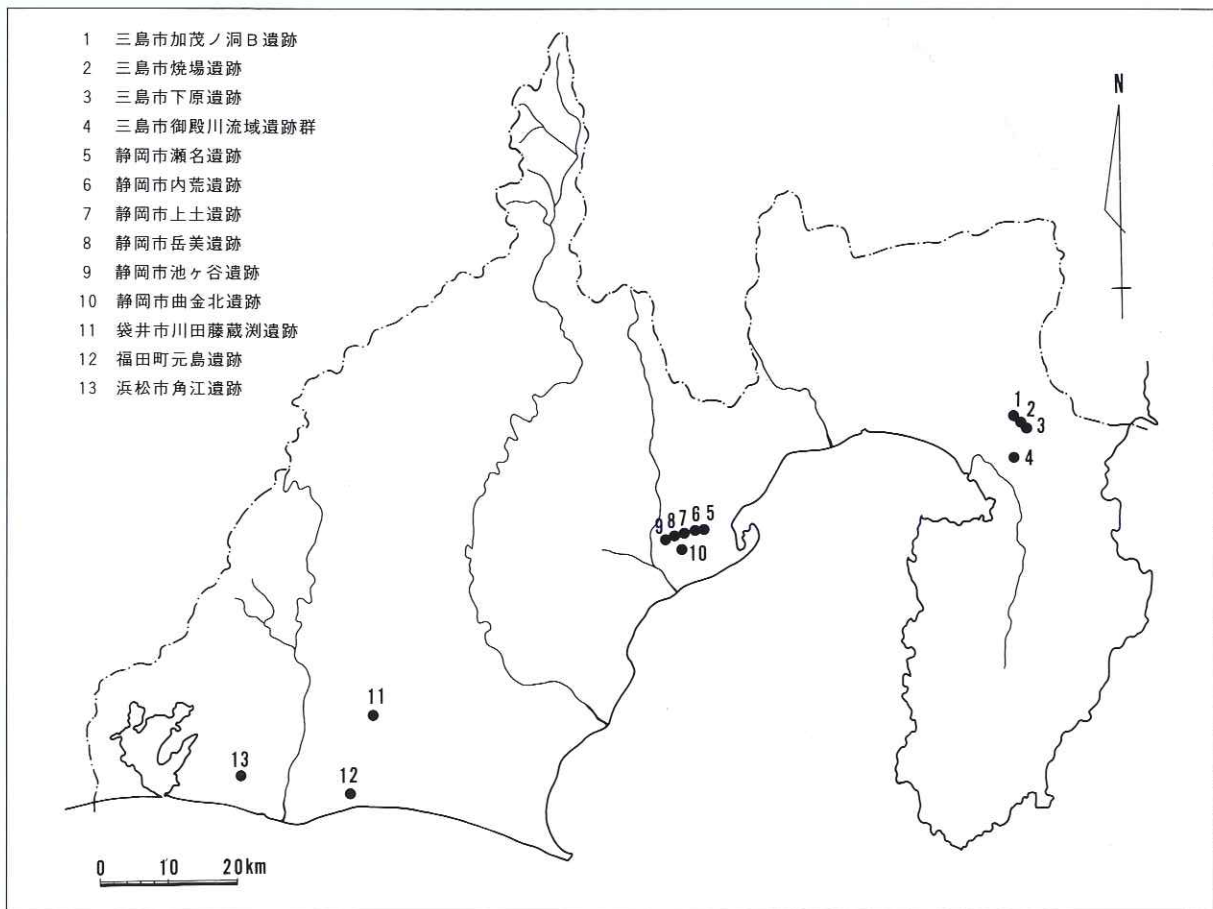 1 三島市加茂ノ洞B遺跡
2 三島市焼場遺跡
3 三島市下原遺跡
4 三島市御殿川流域遺跡群
5 静岡市瀬名遺跡
6 静岡市内荒遺跡
7 静岡市上土遺跡
8 静岡市岳美遺跡
9 静岡市池ヶ谷遺跡
10 静岡市曲金北遺跡
11 袋井市川田藤蔵渕遺跡
12 福田町元島遺跡
13 浜松市角江遺跡
N
1
2
3
4
9 8 7 6 5
10
11
12
13
0 10 20km